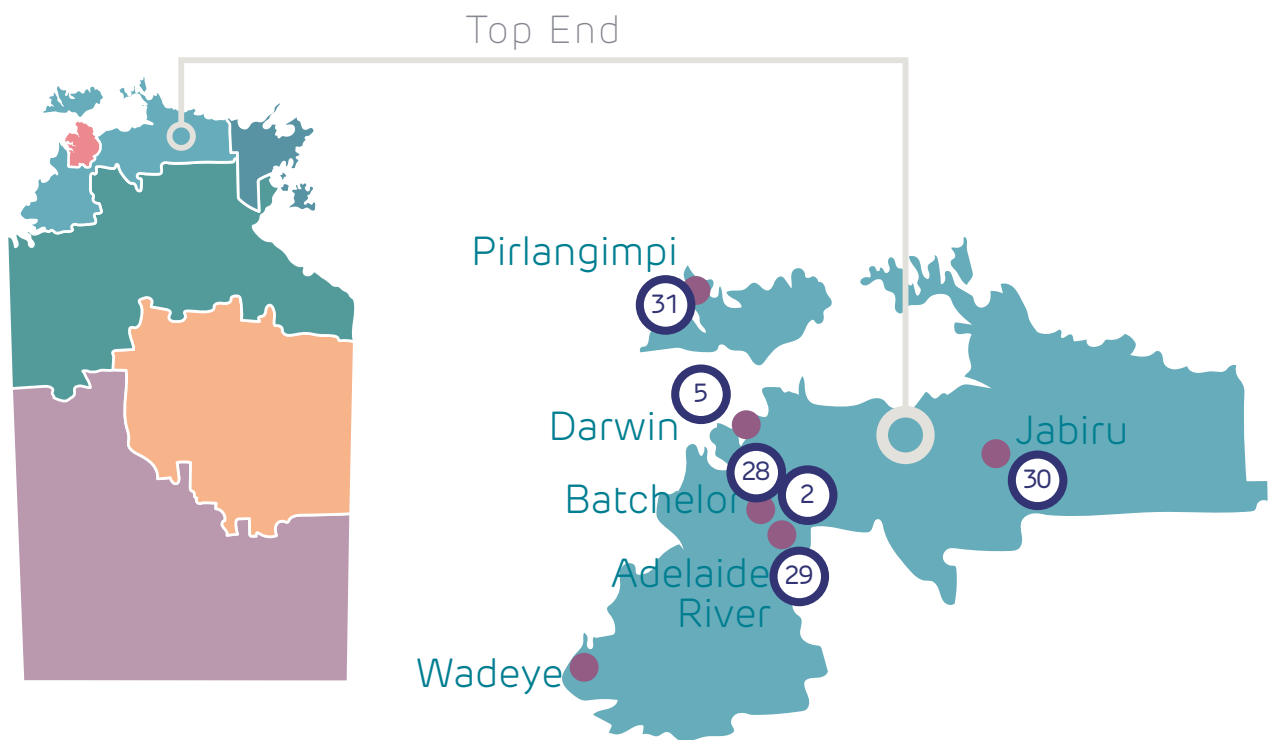 Top End
Pirlangimpi
31
5
Darwin
28
Batchelor
2
Jabiru
30
Adelaide
River
29
Wadeye